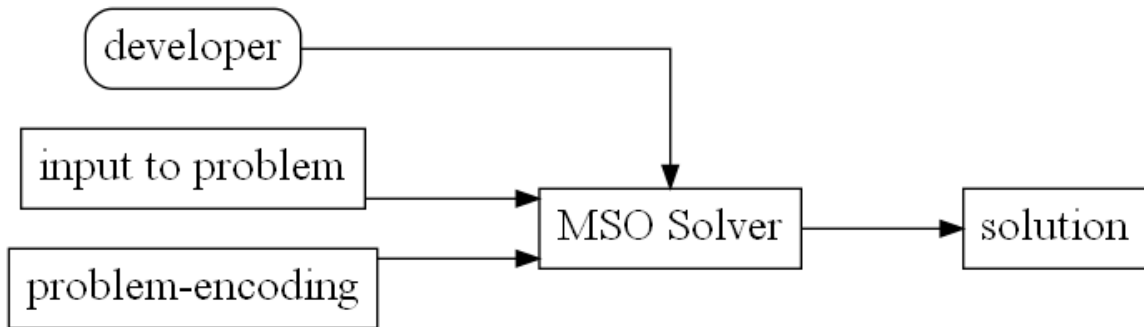 developer
input to problem
MSO Solver
solution
problem-encoding